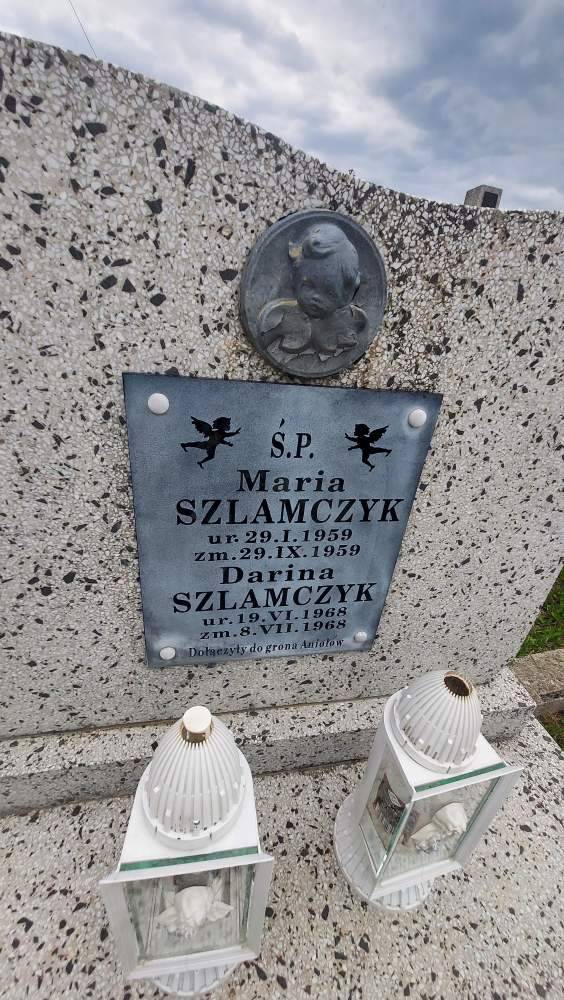 Ś.P.
Maria
SZLAMCZYK
ur. 29.I.1959
zm. 29.IX.1959
Darina
SZLAMCZYK
ur. 19.VI.1968
zm. 8.VII.1968
Dołączyły do grona Aniołów